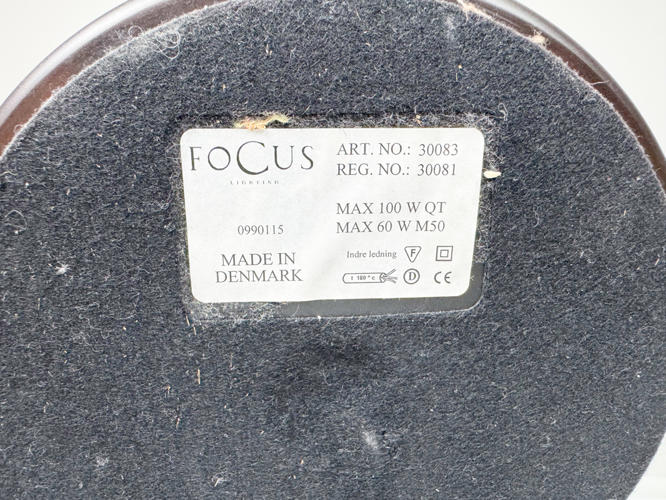 FOCUS
LIGHTING
ART. NO.: 30083
REG. NO.: 30081
MAX 100 W QT
MAX 60 W M50
0990115
MADE IN
DENMARK
Indre ledning F
t 180° c D CE